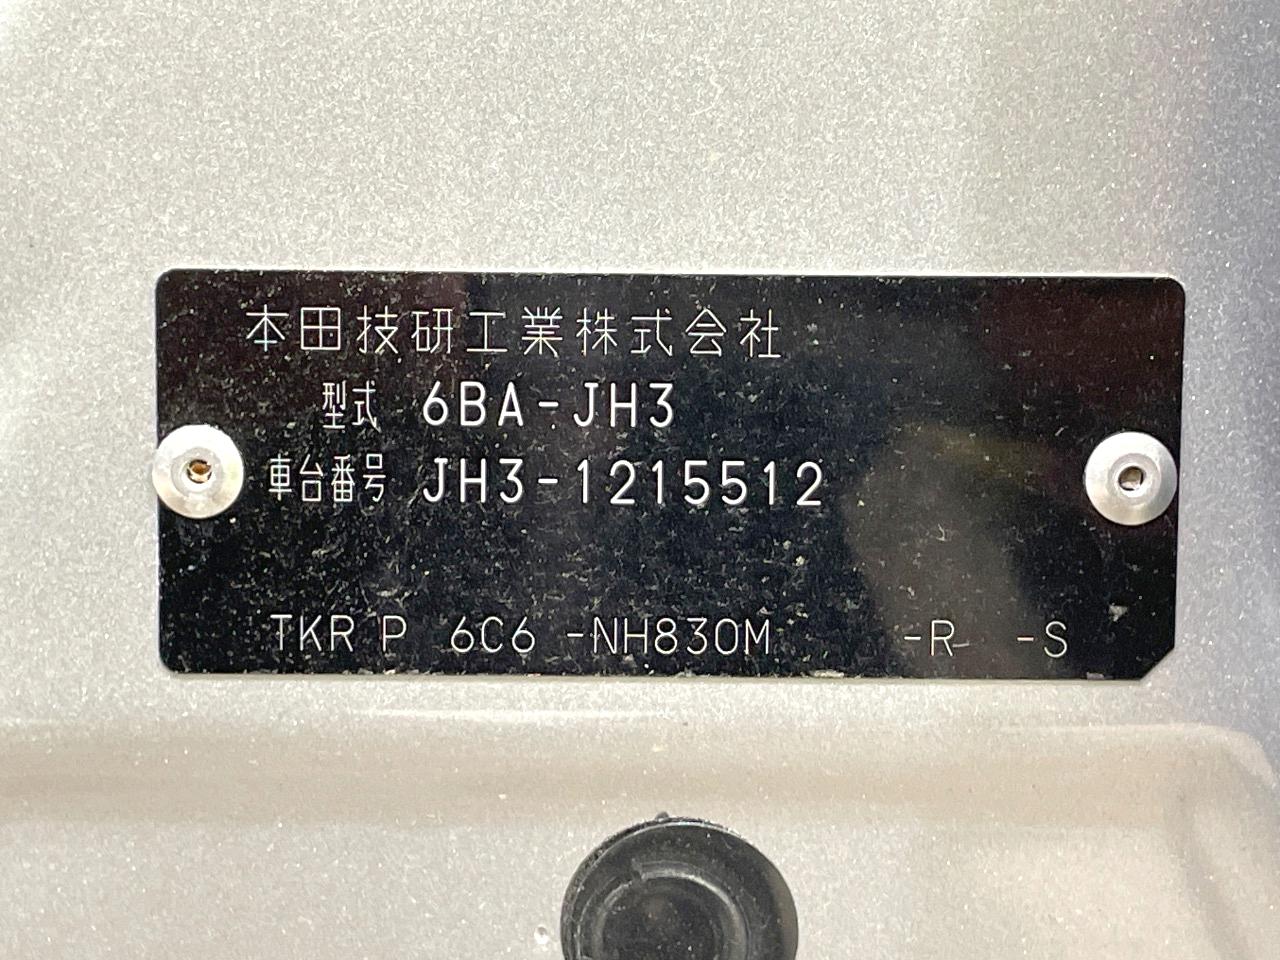 本田技研工業株式会社
型式 6BA-JH3
車台番号 JH3-1215512
TKR P 6C6 -NH830M -R -S